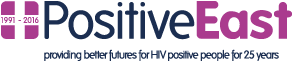 1991 - 2016
PositiveEast
providing better futures for HIV positive people for 25 years